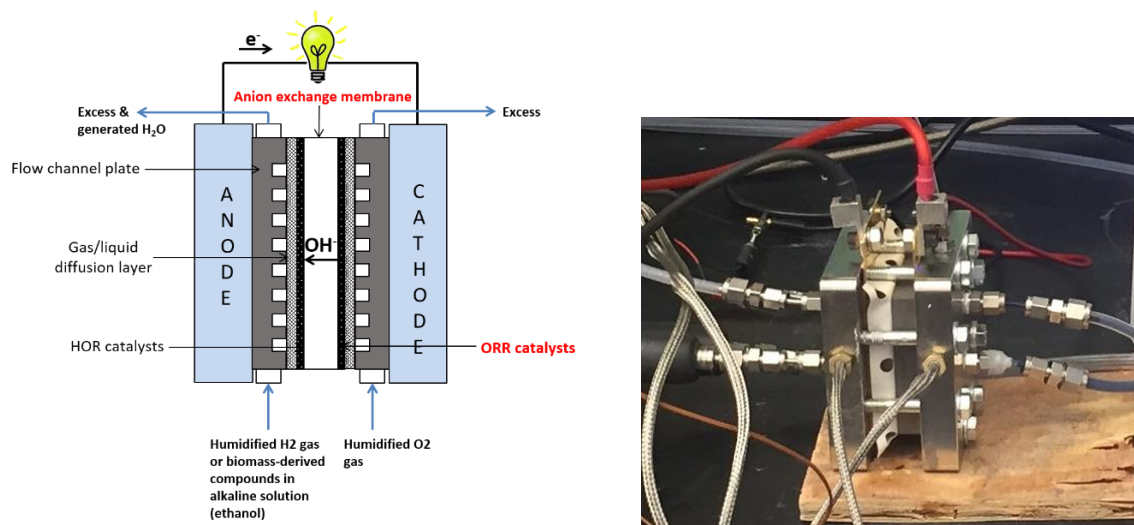 e-
Anion exchange membrane
Excess &
generated H₂O
Excess
Flow channel plate
A
N
O
D
E
C
A
T
H
O
D
E
Gas/liquid
diffusion layer
OH-
HOR catalysts
ORR catalysts
Humidified H2 gas
or biomass-derived
compounds in
alkaline solution
(ethanol)
Humidified O2
gas